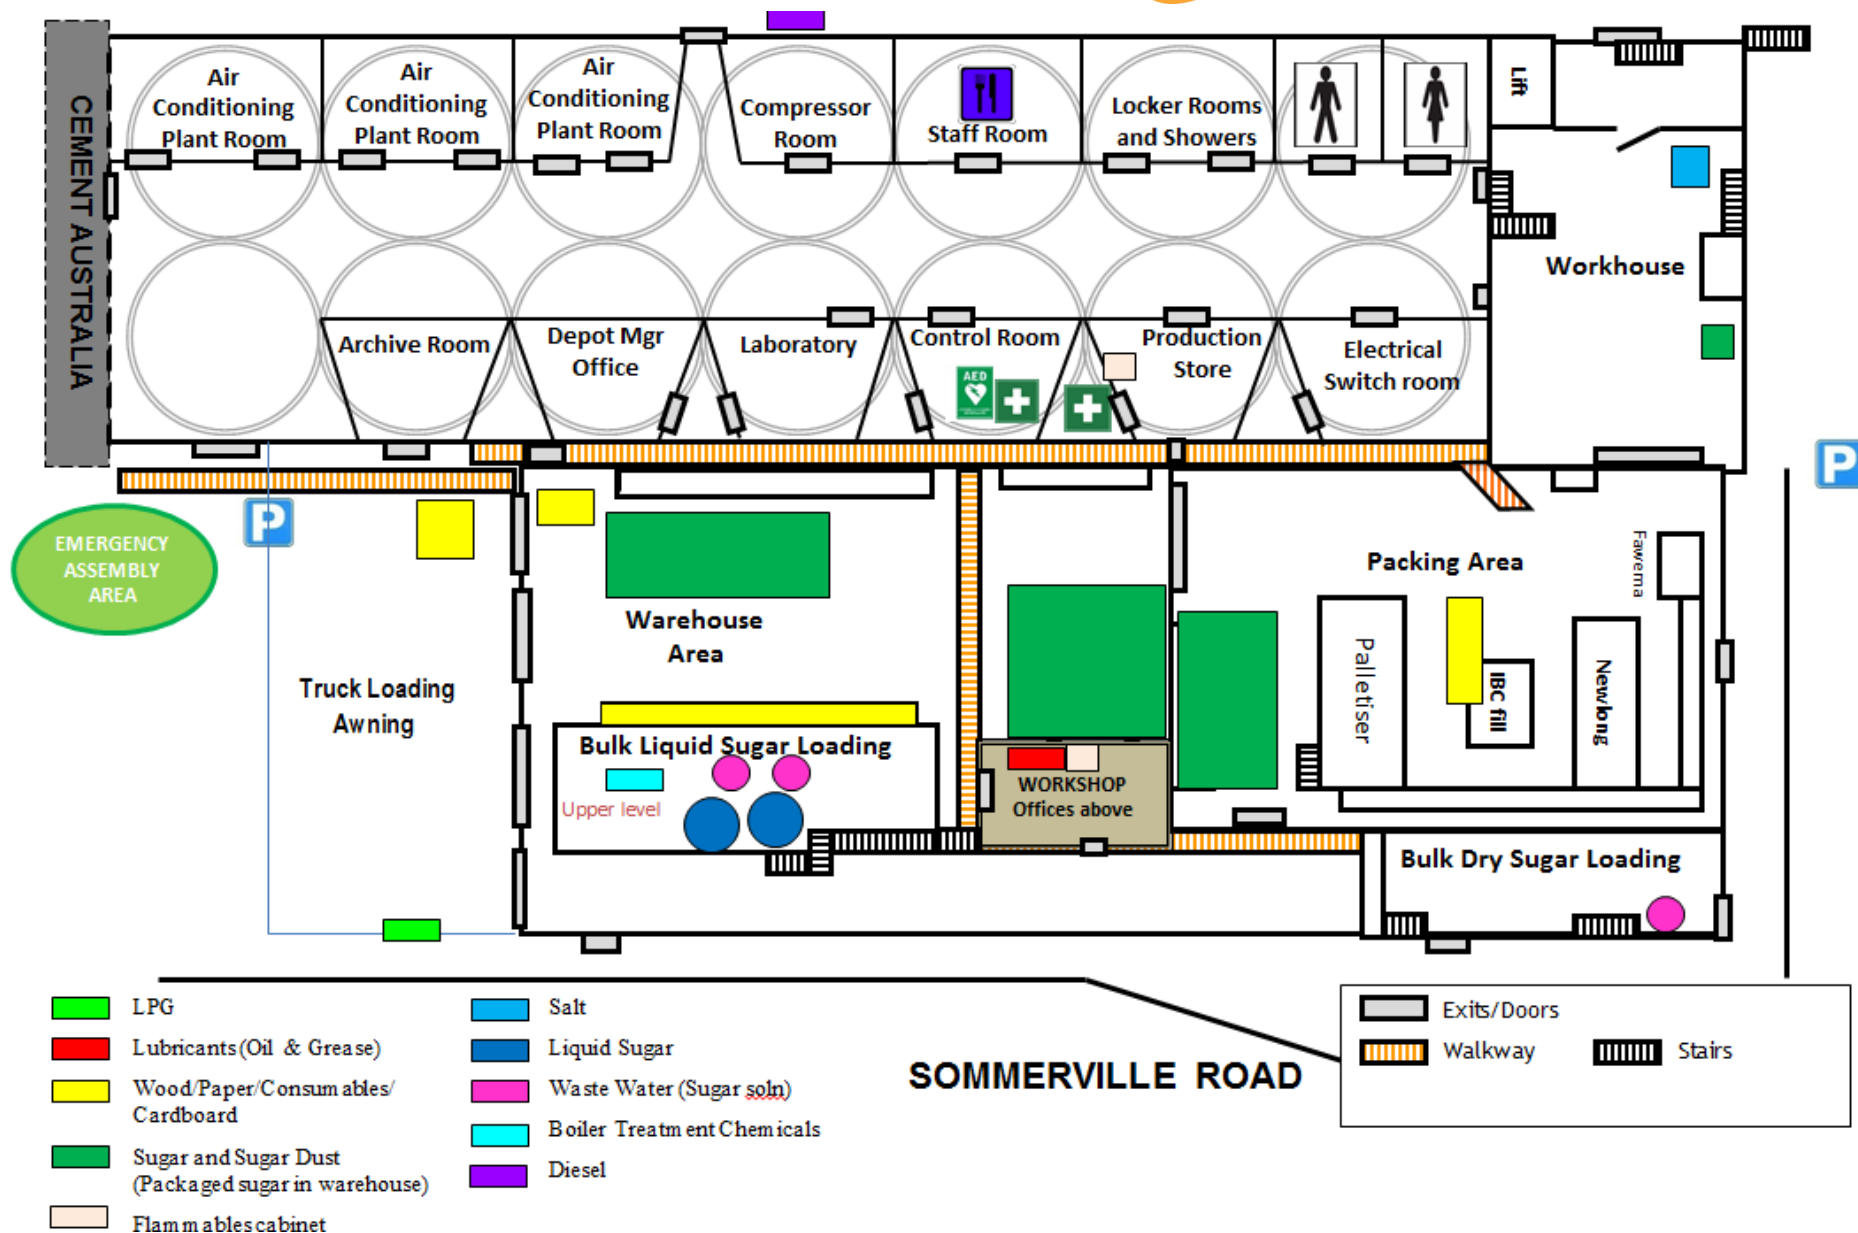 CEMENT AUSTRALIA
Air
Conditioning
Plant Room
Air
Conditioning
Plant Room
Air
Conditioning
Plant Room
Compressor
Room
Staff Room
Locker Rooms
and Showers
Lift
Workhouse
Archive Room
Depot Mgr
Office
Laboratory
Control Room
AED
Production
Store
Electrical
Switch room
P
P
EMERGENCY
ASSEMBLY
AREA
Truck Loading
Awning
Warehouse
Area
Bulk Liquid Sugar Loading
Upper level
WORKSHOP
Offices above
Packing Area
Fawema
Palletiser
IBC fill
Newlong
Bulk Dry Sugar Loading
LPG
Lubricants (Oil & Grease)
Wood/Paper/Consumables/
Cardboard
Sugar and Sugar Dust
(Packaged sugar in warehouse)
Flammables cabinet
Salt
Liquid Sugar
Waste Water (Sugar soln)
Boiler Treatment Chemicals
Diesel
SOMMERVILLE ROAD
Exits/Doors
Walkway
Stairs